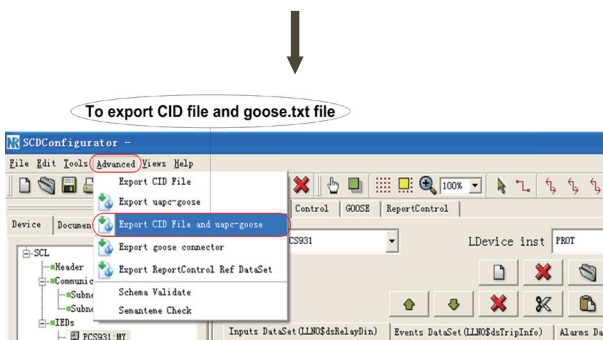 To export CID file and goose.txt file
SCDConfigurator -
File Edit Tools Advanced Views Help
Export CID File
100%
Export uapc-goose
Control GOOSE ReportControl
Device Documen
Export CID File and uapc-goose
CS931
LDevice inst PROT
SCL
Export goose connector
Header
Export ReportControl Ref DataSet
Communic
Subne
Schema Validate
Subne
Semanteme Check
IEDs
PCS931:MY
Inputs DataSet(LLN0$dsRelayDin) Events DataSet(LLN0$dsTripInfo) Alarms Da